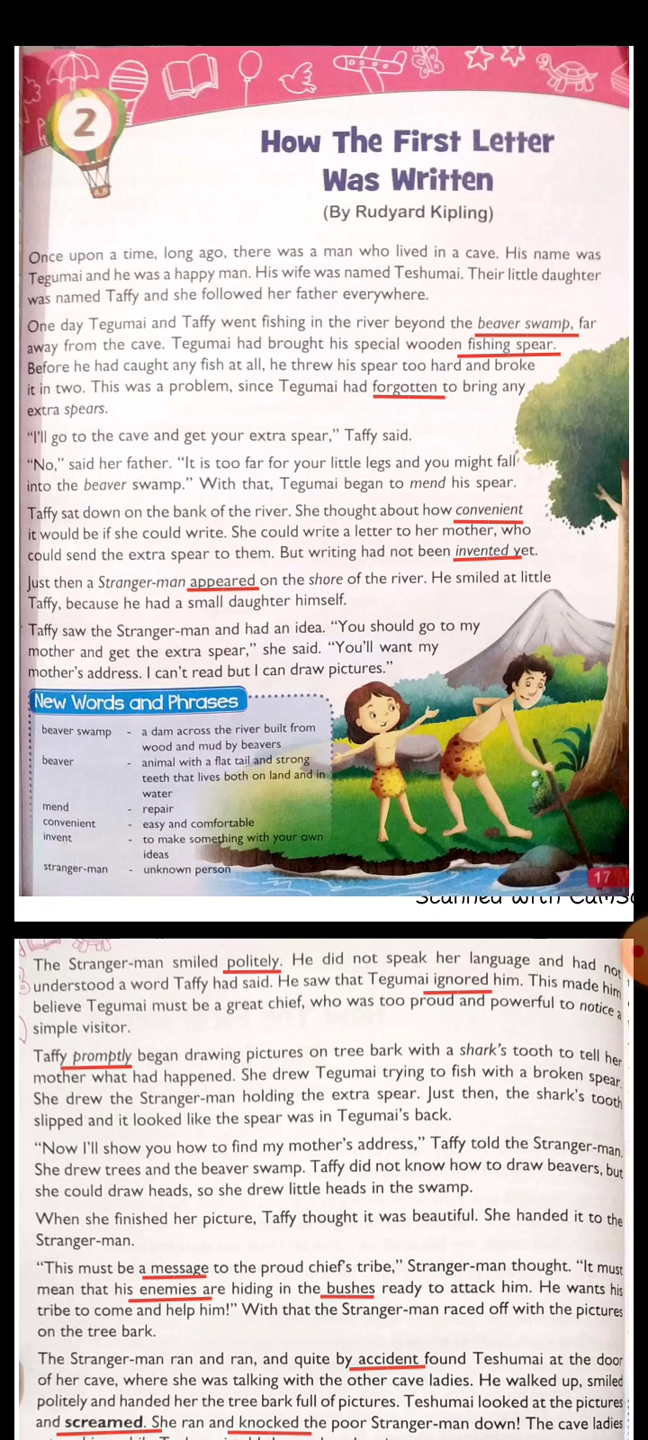 2
How The First Letter
Was Written
(By Rudyard Kipling)
Once upon a time, long ago, there was a man who lived in a cave. His name was
Tegumai and he was a happy man. His wife was named Teshumai. Their little daughter
was named Taffy and she followed her father everywhere.
One day Tegumai and Taffy went fishing in the river beyond the beaver swamp, far
away from the cave. Tegumai had brought his special wooden fishing spear.
Before he had caught any fish at all, he threw his spear too hard and broke
it in two. This was a problem, since Tegumai had forgotten to bring any
extra spears.
“I’ll go to the cave and get your extra spear,” Taffy said.
“No,” said her father. “It is too far for your little legs and you might fall
into the beaver swamp.” With that, Tegumai began to mend his spear.
Taffy sat down on the bank of the river. She thought about how convenient
it would be if she could write. She could write a letter to her mother, who
could send the extra spear to them. But writing had not been invented yet.
Just then a Stranger-man appeared on the shore of the river. He smiled at little
Taffy, because he had a small daughter himself.
Taffy saw the Stranger-man and had an idea. “You should go to my
mother and get the extra spear,” she said. “You’ll want my
mother’s address. I can’t read but I can draw pictures.”
New Words and Phrases
beaver swamp - a dam across the river built from
wood and mud by beavers
beaver - animal with a flat tail and strong
teeth that lives both on land and in
water
mend - repair
convenient - easy and comfortable
invent - to make something with your own
ideas
stranger-man - unknown person
17
Scanned with CamSc
The Stranger-man smiled politely. He did not speak her language and had not
understood a word Taffy had said. He saw that Tegumai ignored him. This made him
believe Tegumai must be a great chief, who was too proud and powerful to notice a
simple visitor.
Taffy promptly began drawing pictures on tree bark with a shark’s tooth to tell her
mother what had happened. She drew Tegumai trying to fish with a broken spear.
She drew the Stranger-man holding the extra spear. Just then, the shark’s tooth
slipped and it looked like the spear was in Tegumai’s back.
“Now I’ll show you how to find my mother’s address,” Taffy told the Stranger-man.
She drew trees and the beaver swamp. Taffy did not know how to draw beavers, but
she could draw heads, so she drew little heads in the swamp.
When she finished her picture, Taffy thought it was beautiful. She handed it to the
Stranger-man.
“This must be a message to the proud chief’s tribe,” Stranger-man thought. “It must
mean that his enemies are hiding in the bushes ready to attack him. He wants his
tribe to come and help him!” With that the Stranger-man raced off with the pictures
on the tree bark.
The Stranger-man ran and ran, and quite by accident found Teshumai at the door
of her cave, where she was talking with the other cave ladies. He walked up, smiled
politely and handed her the tree bark full of pictures. Teshumai looked at the pictures
and screamed. She ran and knocked the poor Stranger-man down! The cave ladies